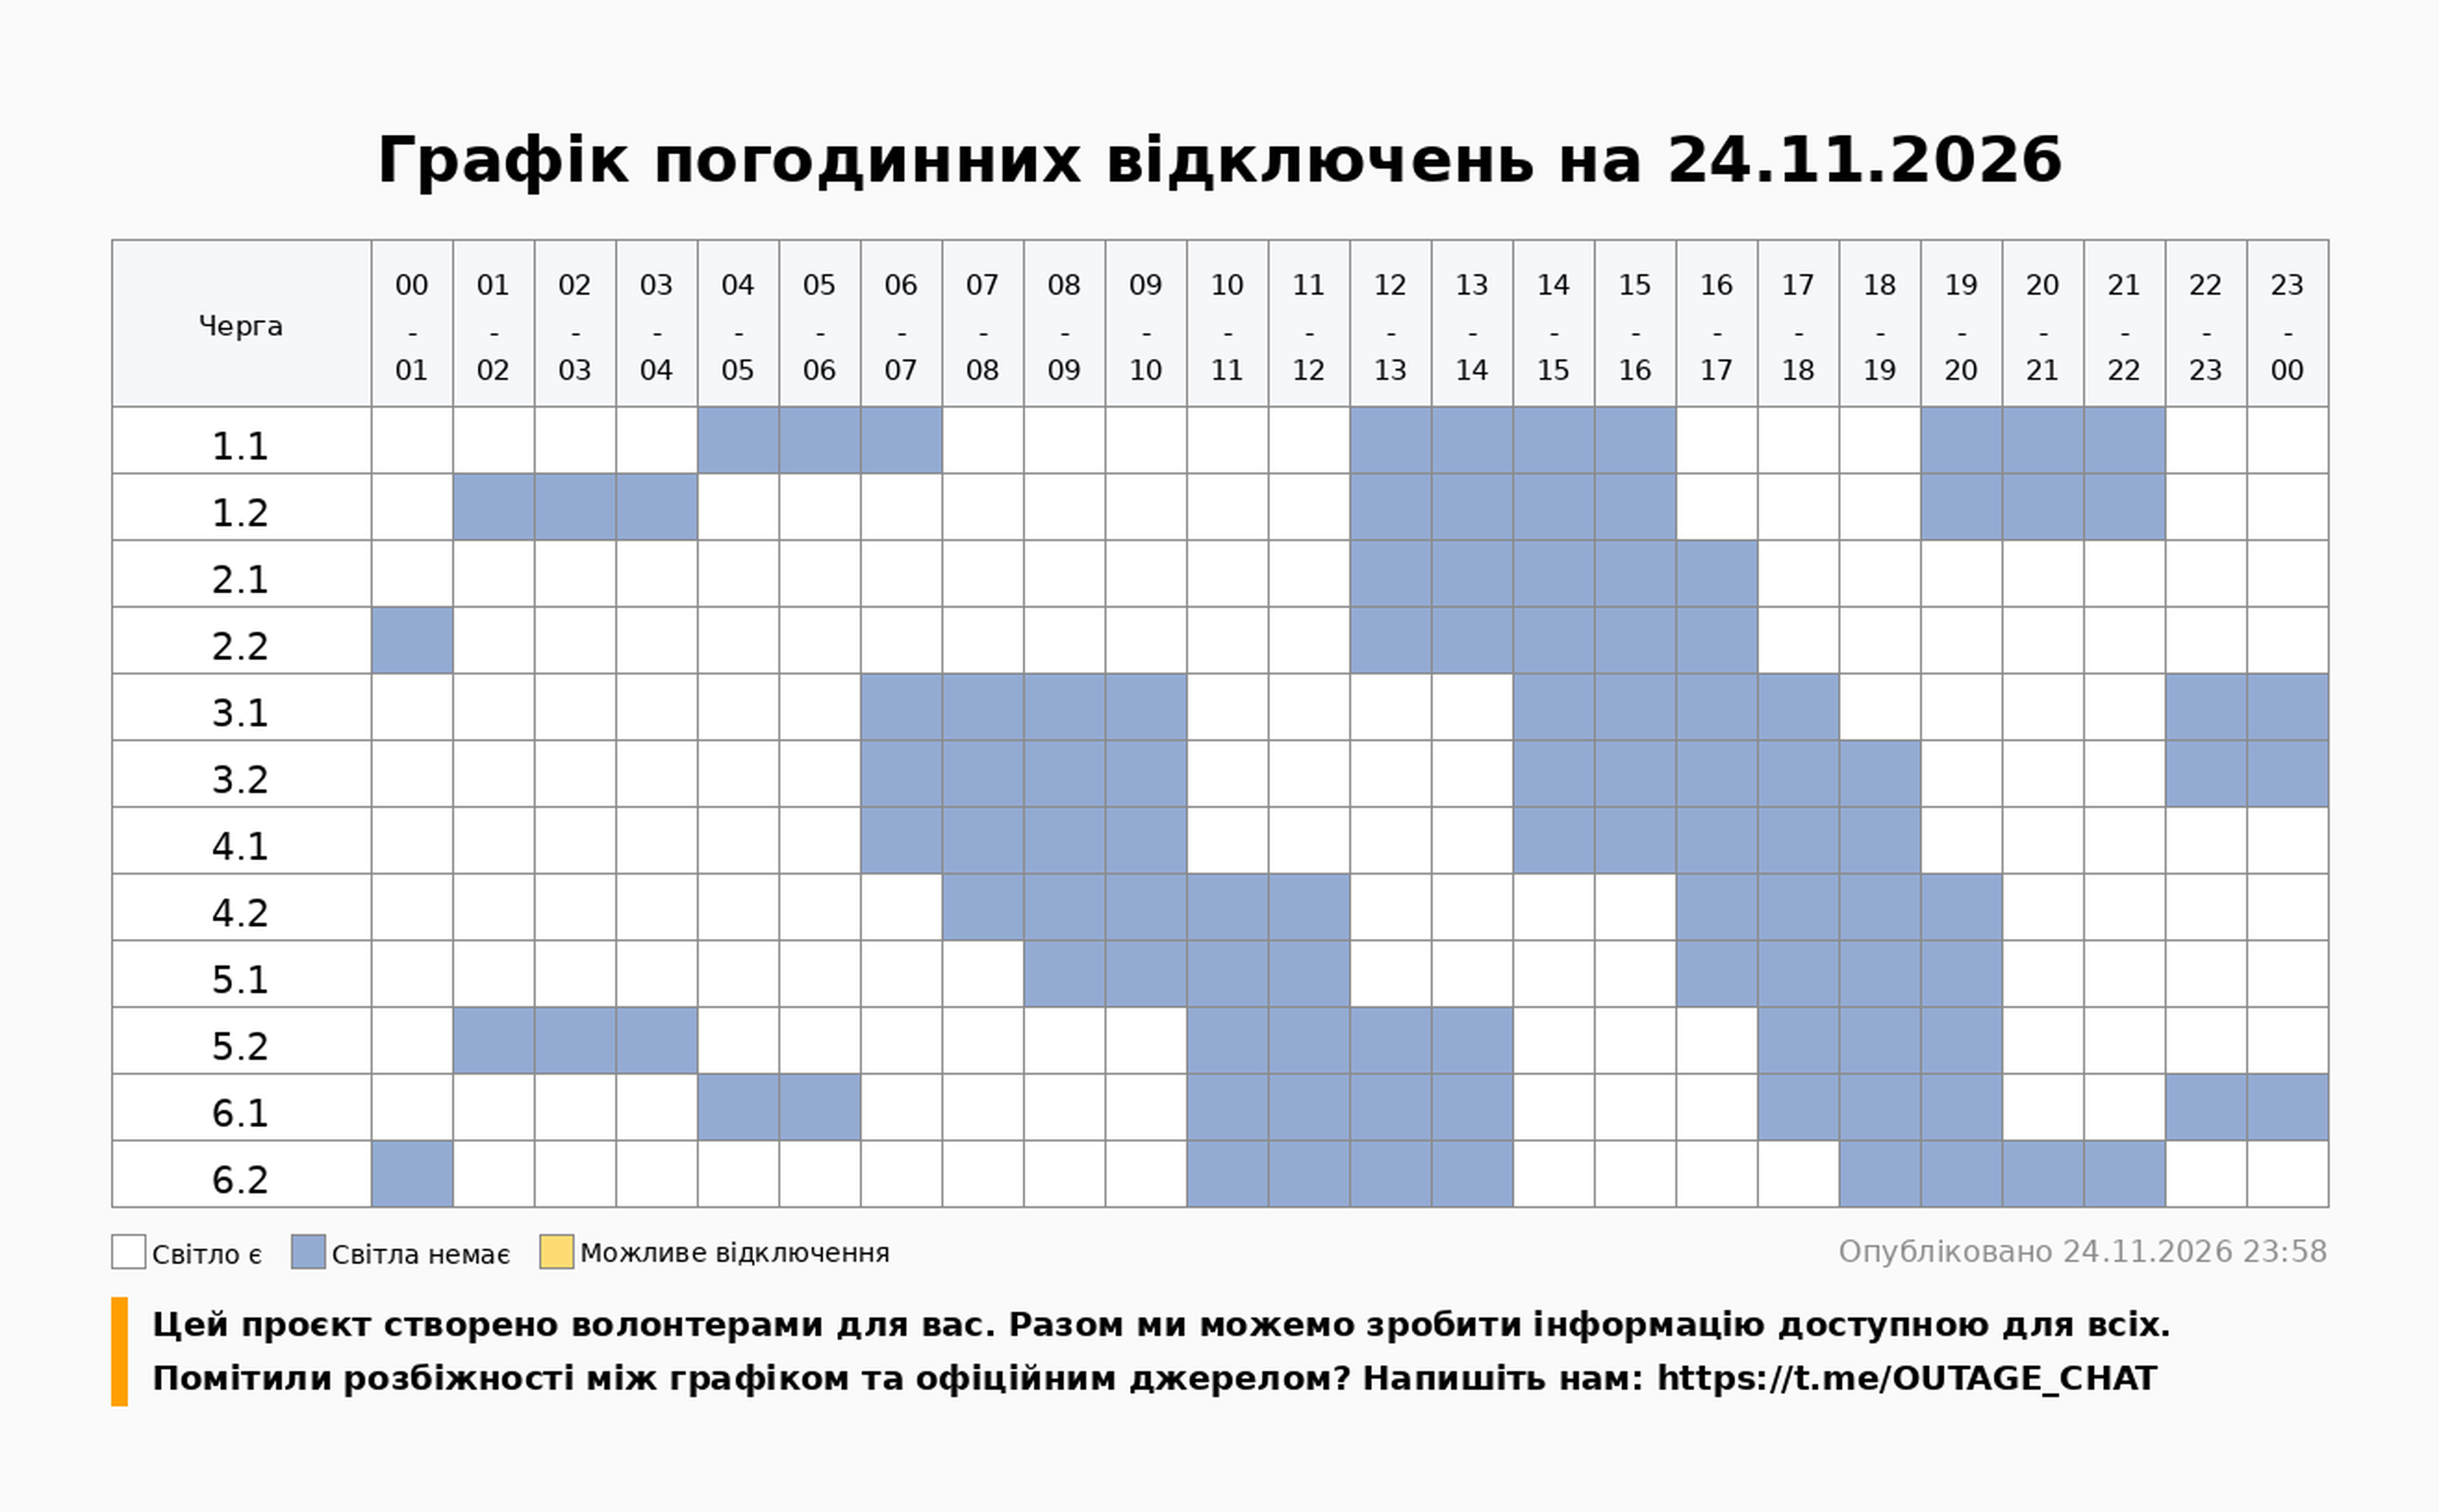 Графік погодинних відключень на 24.11.2026
Черга
00 - 01
01 - 02
02 - 03
03 - 04
04 - 05
05 - 06
06 - 07
07 - 08
08 - 09
09 - 10
10 - 11
11 - 12
12 - 13
13 - 14
14 - 15
15 - 16
16 - 17
17 - 18
18 - 19
19 - 20
20 - 21
21 - 22
22 - 23
23 - 00
1.1
1.2
2.1
2.2
3.1
3.2
4.1
4.2
5.1
5.2
6.1
6.2
Світло є
Світла немає
Можливе відключення
Опубліковано 24.11.2026 23:58
Цей проєкт створено волонтерами для вас. Разом ми можемо зробити інформацію доступною для всіх.
Помітили розбіжності між графіком та офіційним джерелом? Напишіть нам: https://t.me/OUTAGE_CHAT